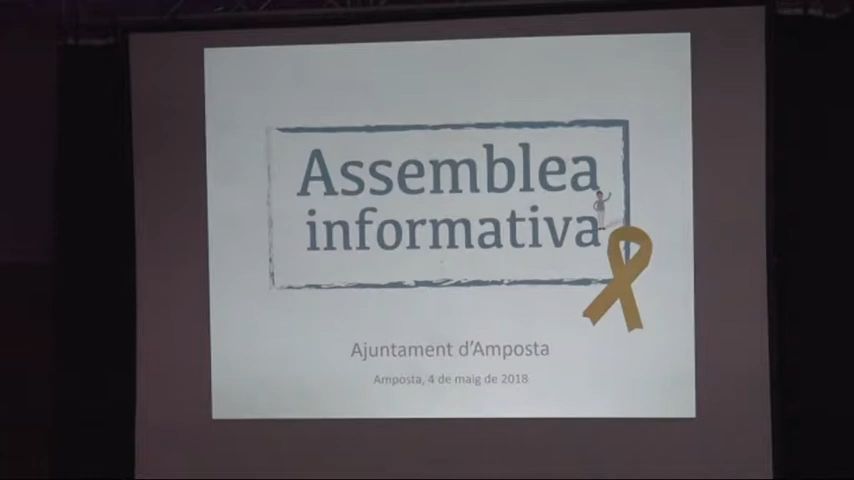 Assemblea
informativa
Ajuntament d'Amposta
Amposta, 4 de maig de 2018